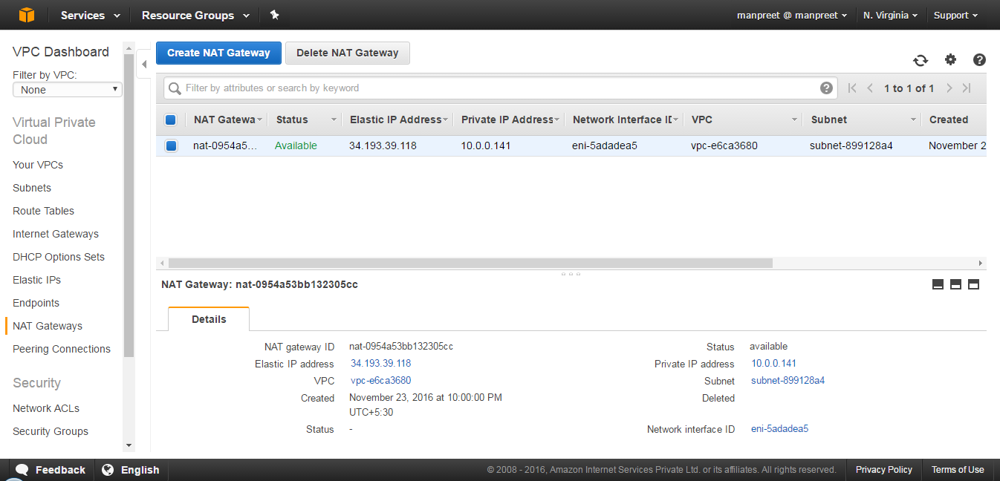 Services Resource Groups manpreet @ manpreet N. Virginia Support
VPC Dashboard
Filter by VPC:
None
Virtual Private
Cloud
Your VPCs
Subnets
Route Tables
Internet Gateways
DHCP Options Sets
Elastic IPs
Endpoints
NAT Gateways
Peering Connections
Security
Network ACLs
Security Groups
Create NAT Gateway Delete NAT Gateway
Filter by attributes or search by keyword 1 to 1 of 1
NAT Gatewa Status Elastic IP Address Private IP Address Network Interface ID VPC Subnet Created
nat-0954a5... Available 34.193.39.118 10.0.0.141 eni-5adadea5 vpc-e6ca3680 subnet-899128a4 November 2
NAT Gateway: nat-0954a53bb132305cc
Details
NAT gateway ID nat-0954a53bb132305cc Status available
Elastic IP address 34.193.39.118 Private IP address 10.0.0.141
VPC vpc-e6ca3680 Subnet subnet-899128a4
Created November 23, 2016 at 10:00:00 PM Deleted
UTC+5:30
Status - Network interface ID eni-5adadea5
Feedback English © 2008 - 2016, Amazon Internet Services Private Ltd. or its affiliates. All rights reserved. Privacy Policy Terms of Use